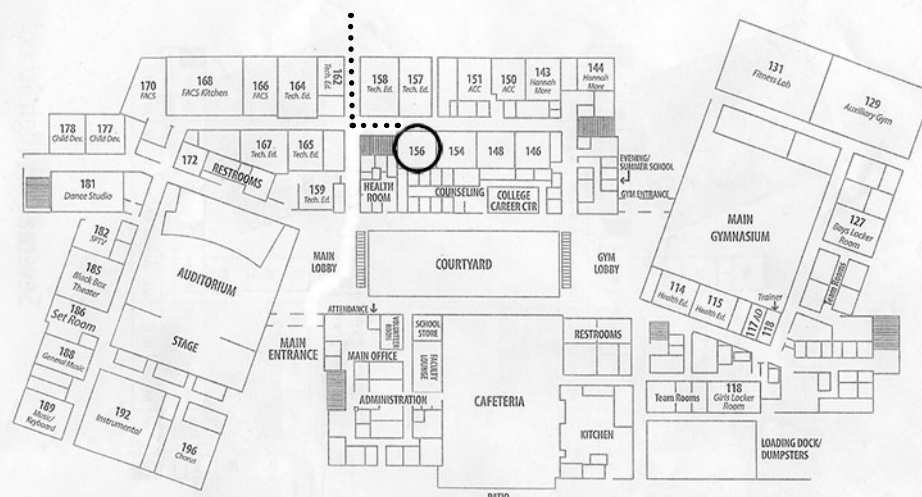 131
Fitness Lab
129
Auxiliary Gym
170
FACS
168
FACS Kitchen
166
FACS
164
Tech. Ed.
162
Tech. Ed.
158
Tech. Ed.
157
Tech. Ed.
151
ACC
150
ACC
143
Hannah
More
144
Hannah
More
178
Child Dev.
177
Child Dev.
172
RESTROOMS
167
Tech. Ed.
165
Tech. Ed.
156
154
148
146
159
Tech. Ed.
HEALTH
ROOM
COUNSELING
COLLEGE
CAREER CTR
EVENING/
SUMMER SCHOOL
GYM ENTRANCE
181
Dance Studio
182
SPTV
185
Black Box
Theater
186
Set Room
188
General Music
189
Music/
Keyboard
192
Instrumental
196
Chorus
AUDITORIUM
STAGE
MAIN
LOBBY
COURTYARD
GYM
LOBBY
MAIN
GYMNASIUM
127
Boys Locker
Room
Team Rooms
114
Health Ed.
115
Health Ed.
117 AD
118
Trainer
MAIN
ENTRANCE
ATTENDANCE
VOLUNTEER
ROOM
SCHOOL
STORE
MAIN OFFICE
FACULTY
LOUNGE
ADMINISTRATION
CAFETERIA
RESTROOMS
KITCHEN
Team Rooms
118
Girls Locker
Room
LOADING DOCK/
DUMPSTERS
PATIO